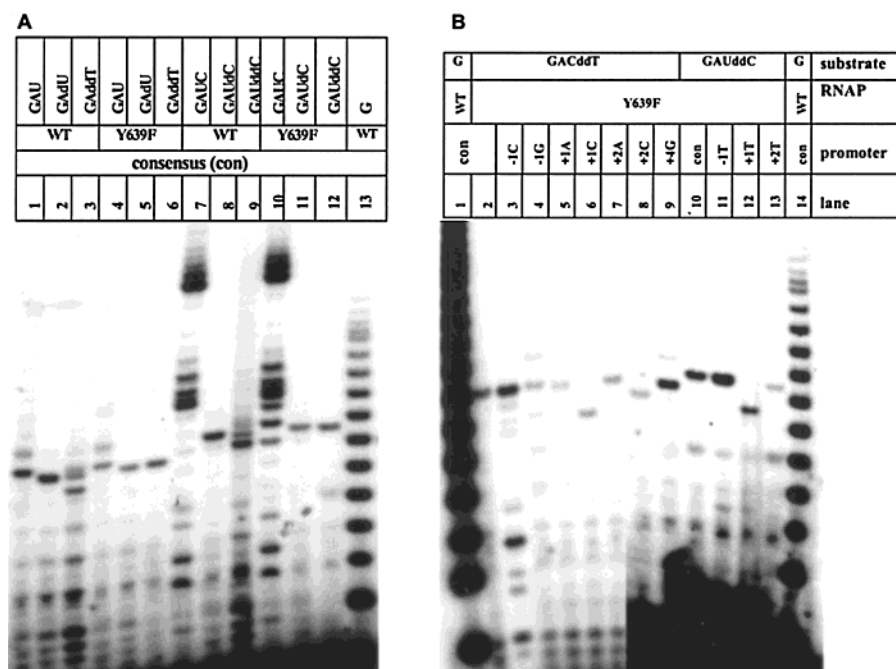 A
GAU GAdU GAddT GAU GAdU GAddT GAUC GAUdC GAUddC GAUC GAUdC GAUddC G
WT Y639F WT Y639F WT
consensus (con)
1 2 3 4 5 6 7 8 9 10 11 12 13
B
G GACddT GAUddC G substrate
WT Y639F WT RNAP
con -1C -1G +1A +1C +2A +2C +4G con -1T +1T +2T con promoter
1 2 3 4 5 6 7 8 9 10 11 12 13 14 lane